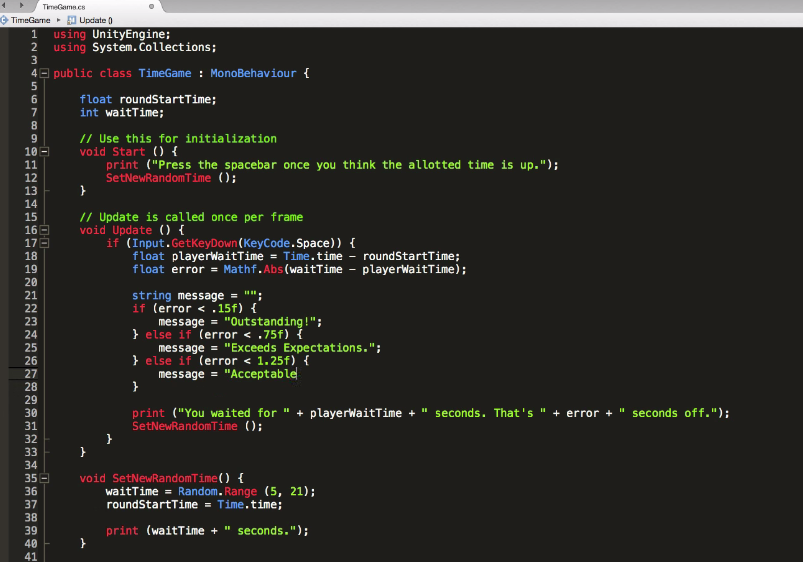 TimeGame.cs
TimeGame ▸ Update ()
1 using UnityEngine;
2 using System.Collections;
3
4 public class TimeGame : MonoBehaviour {
5
6     float roundStartTime;
7     int waitTime;
8
9     // Use this for initialization
10     void Start () {
11         print ("Press the spacebar once you think the allotted time is up.");
12         SetNewRandomTime ();
13     }
14
15     // Update is called once per frame
16     void Update () {
17         if (Input.GetKeyDown(KeyCode.Space)) {
18             float playerWaitTime = Time.time - roundStartTime;
19             float error = Mathf.Abs(waitTime - playerWaitTime);
20
21             string message = "";
22             if (error < .15f) {
23                 message = "Outstanding!";
24             } else if (error < .75f) {
25                 message = "Exceeds Expectations.";
26             } else if (error < 1.25f) {
27                 message = "Acceptable
28             }
29
30             print ("You waited for " + playerWaitTime + " seconds. That's " + error + " seconds off.");
31             SetNewRandomTime ();
32         }
33     }
34
35     void SetNewRandomTime() {
36         waitTime = Random.Range (5, 21);
37         roundStartTime = Time.time;
38
39         print (waitTime + " seconds.");
40     }
41